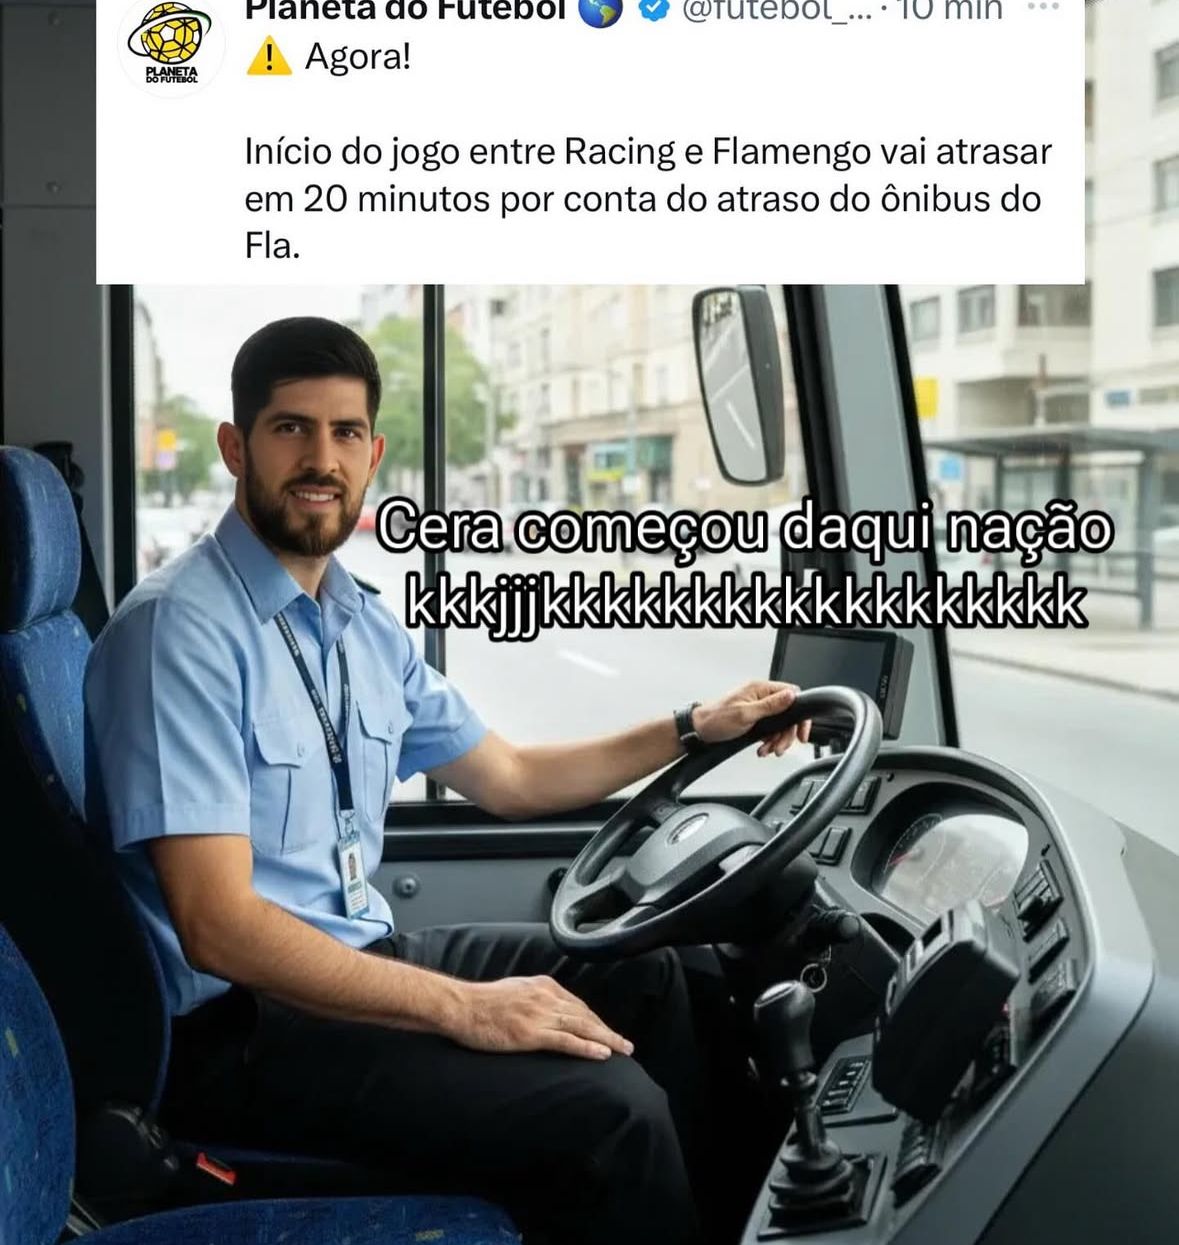 Planeta do Futebol 🌎 @futebol_... · 10 min ...
PLANETA
DO FUTEBOL
⚠️ Agora!
Início do jogo entre Racing e Flamengo vai atrasar
em 20 minutos por conta do atraso do ônibus do
Fla.
Cera começou daqui nação
kkkjjjkkkkkkkkkkkkkkkkkk